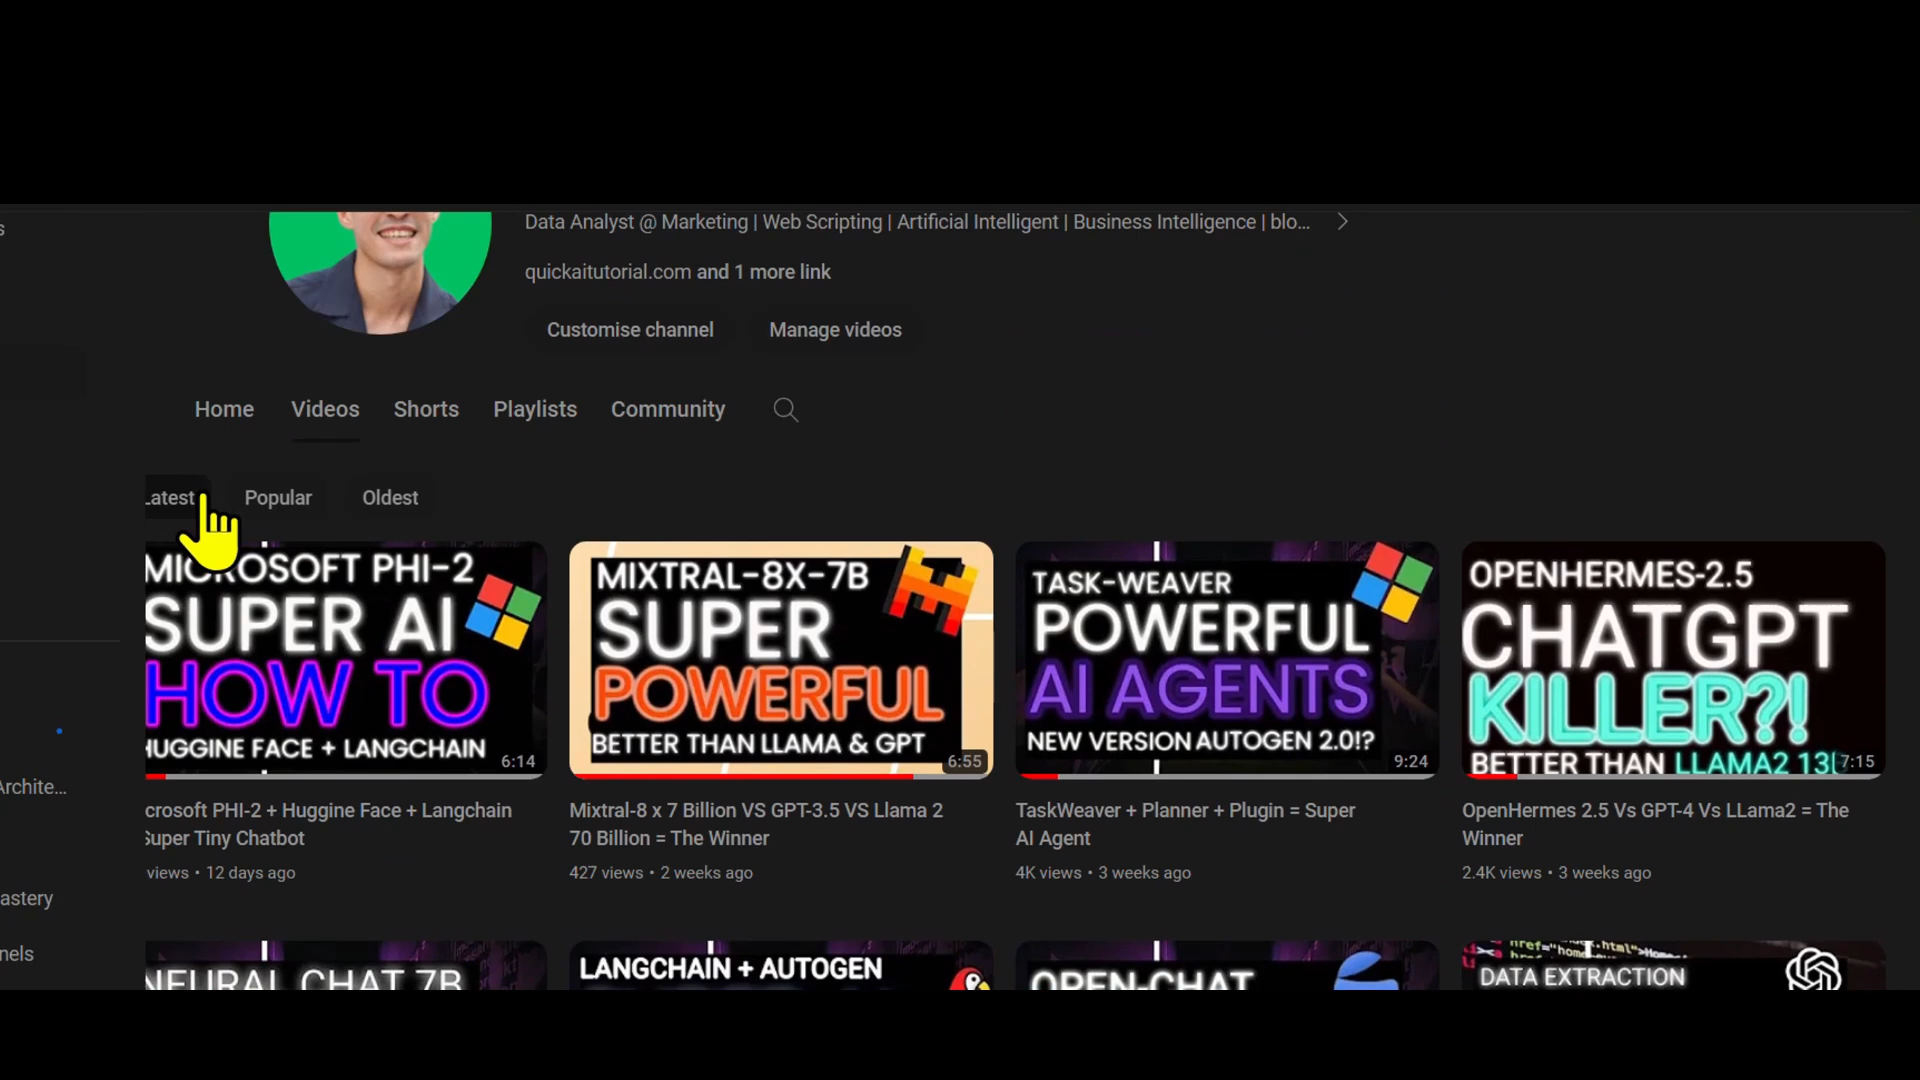 s
Data Analyst @ Marketing | Web Scripting | Artificial Intelligent | Business Intelligence | blo...
quickaitutorial.com and 1 more link
Customise channel
Manage videos
Home
Videos
Shorts
Playlists
Community
Latest
Popular
Oldest
MICROSOFT PHI-2
SUPER AI
HOW TO
HUGGINE FACE + LANGCHAIN
6:14
MIXTRAL-8X-7B
SUPER
POWERFUL
BETTER THAN LLAMA & GPT
6:55
TASK-WEAVER
POWERFUL
AI AGENTS
NEW VERSION AUTOGEN 2.0!?
9:24
OPENHERMES-2.5
CHATGPT
KILLER?!
BETTER THAN LLAMA2 13
7:15
Archite...
crosoft PHI-2 + Huggine Face + Langchain
Super Tiny Chatbot
views • 12 days ago
Mixtral-8 x 7 Billion VS GPT-3.5 VS Llama 2
70 Billion = The Winner
427 views • 2 weeks ago
TaskWeaver + Planner + Plugin = Super
AI Agent
4K views • 3 weeks ago
OpenHermes 2.5 Vs GPT-4 Vs LLama2 = The
Winner
2.4K views • 3 weeks ago
astery
nels
NEURAL CHAT 7B
LANGCHAIN + AUTOGEN
OPEN-CHAT
href="home
index.html">Home
DATA EXTRACTION